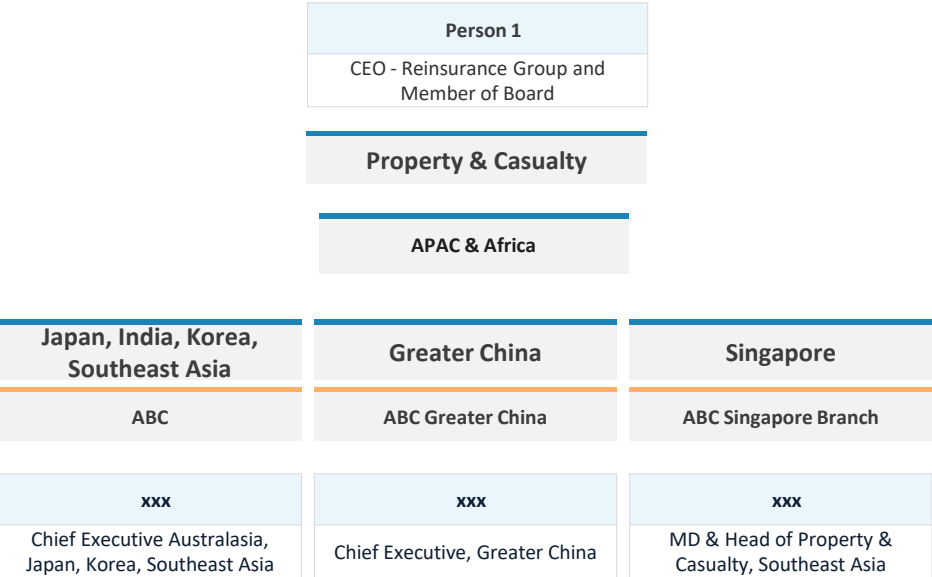 Person 1
CEO - Reinsurance Group and
Member of Board
Property & Casualty
APAC & Africa
Japan, India, Korea,
Southeast Asia
Greater China
Singapore
ABC
ABC Greater China
ABC Singapore Branch
xxx
xxx
xxx
Chief Executive Australasia,
Japan, Korea, Southeast Asia
Chief Executive, Greater China
MD & Head of Property &
Casualty, Southeast Asia